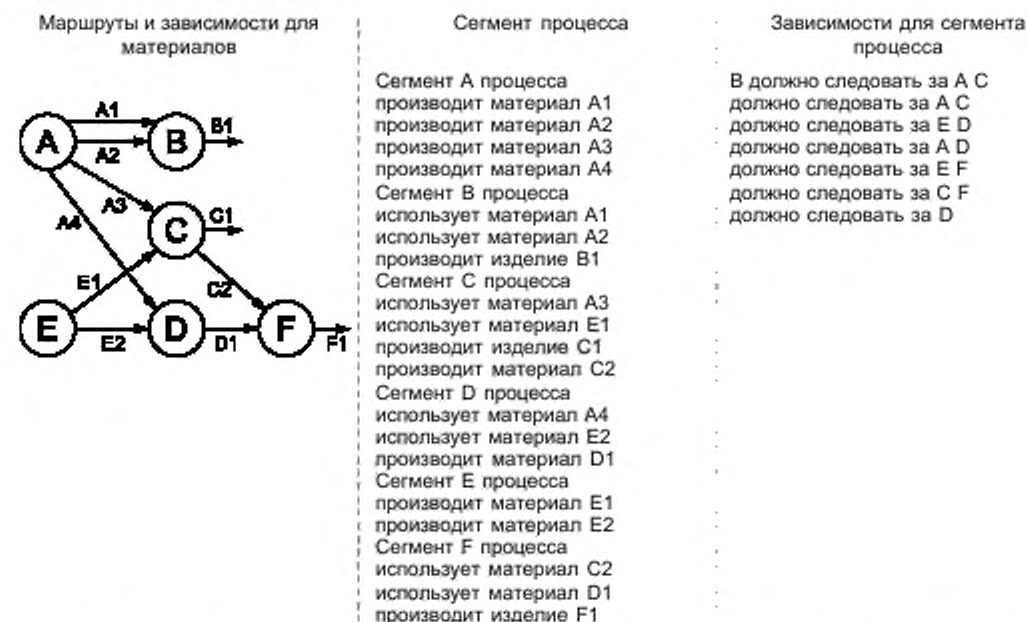 Маршруты и зависимости для
материалов
A1
A
A2
B
B1
A3
A4
C
C1
E1
C2
E
E2
D
D1
F
F1
Сегмент процесса
Сегмент A процесса
производит материал A1
производит материал A2
производит материал A3
производит материал A4
Сегмент B процесса
использует материал A1
использует материал A2
производит изделие B1
Сегмент C процесса
использует материал A3
использует материал E1
производит изделие C1
производит материал C2
Сегмент D процесса
использует материал A4
использует материал E2
производит материал D1
Сегмент E процесса
производит материал E1
производит материал E2
Сегмент F процесса
использует материал C2
использует материал D1
производит изделие F1
Зависимости для сегмента
процесса
B должно следовать за A C
должно следовать за A C
должно следовать за E D
должно следовать за A D
должно следовать за E F
должно следовать за C F
должно следовать за D